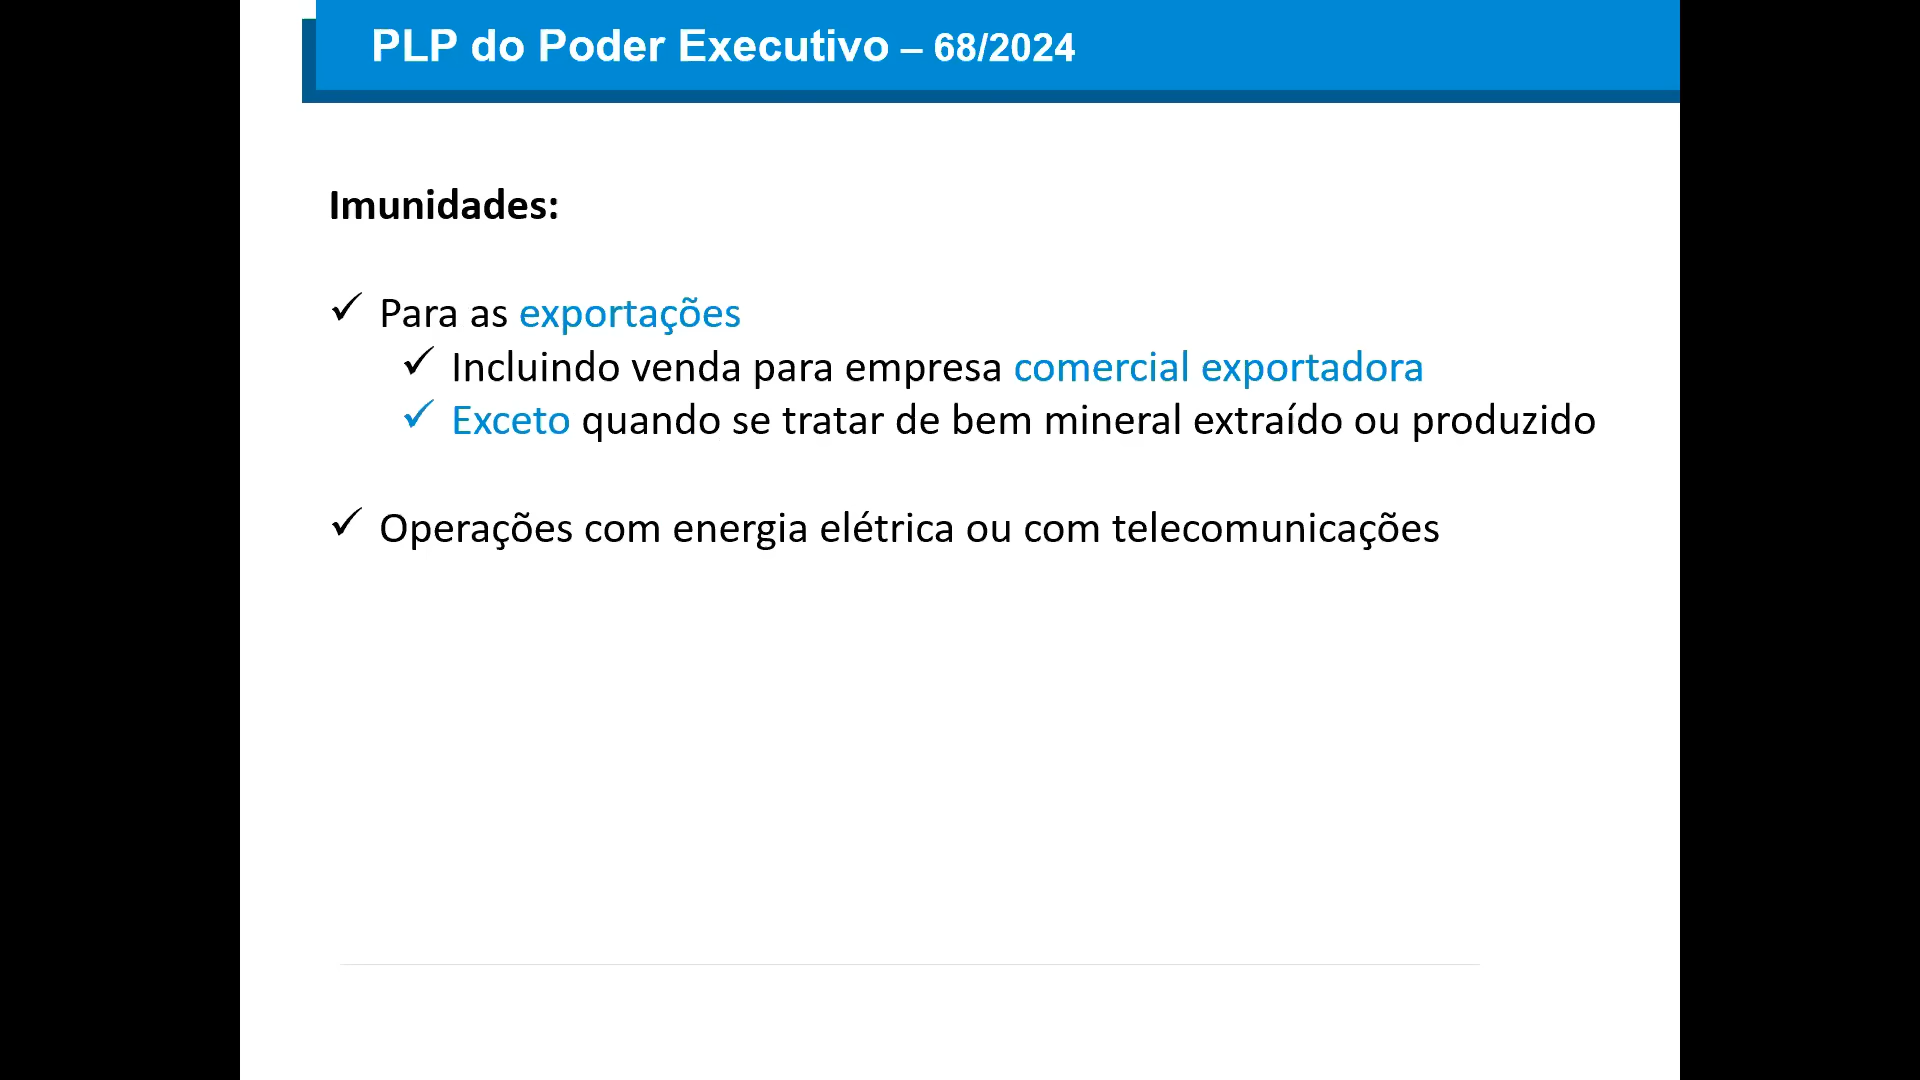 PLP do Poder Executivo – 68/2024
Imunidades:
✓ Para as exportações
✓ Incluindo venda para empresa comercial exportadora
✓ Exceto quando se tratar de bem mineral extraído ou produzido
✓ Operações com energia elétrica ou com telecomunicações